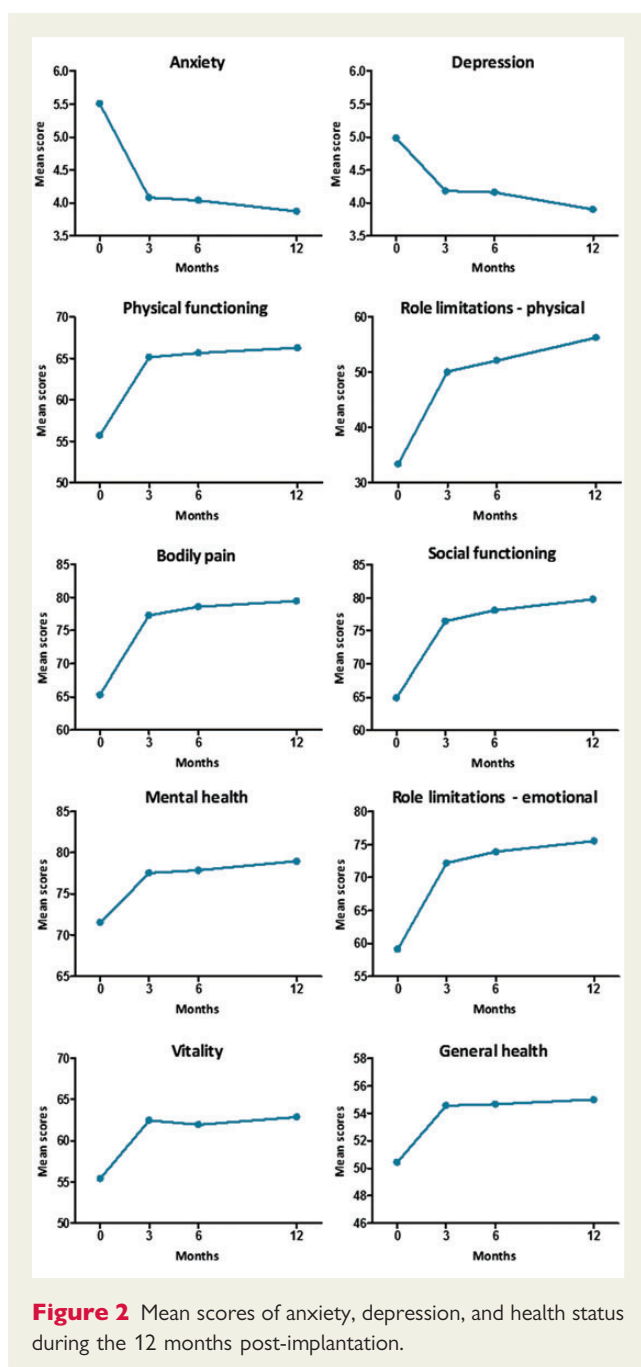 Anxiety
6.0
5.5
5.0
4.5
4.0
3.5
Mean score
0 3 6 12
Months
Depression
6.0
5.5
5.0
4.5
4.0
3.5
Mean score
0 3 6 12
Months
Physical functioning
70
65
60
55
50
Mean scores
0 3 6 12
Months
Role limitations - physical
60
50
40
30
Mean scores
0 3 6 12
Months
Bodily pain
85
80
75
70
65
60
Mean scores
0 3 6 12
Months
Social functioning
85
80
75
70
65
60
Mean scores
0 3 6 12
Months
Mental health
85
80
75
70
65
Mean scores
0 3 6 12
Months
Role limitations - emotional
80
75
70
65
60
55
Mean scores
0 3 6 12
Months
Vitality
70
65
60
55
50
Mean scores
0 3 6 12
Months
General health
58
56
54
52
50
48
46
Mean scores
0 3 6 12
Months
Figure 2 Mean scores of anxiety, depression, and health status
during the 12 months post-implantation.